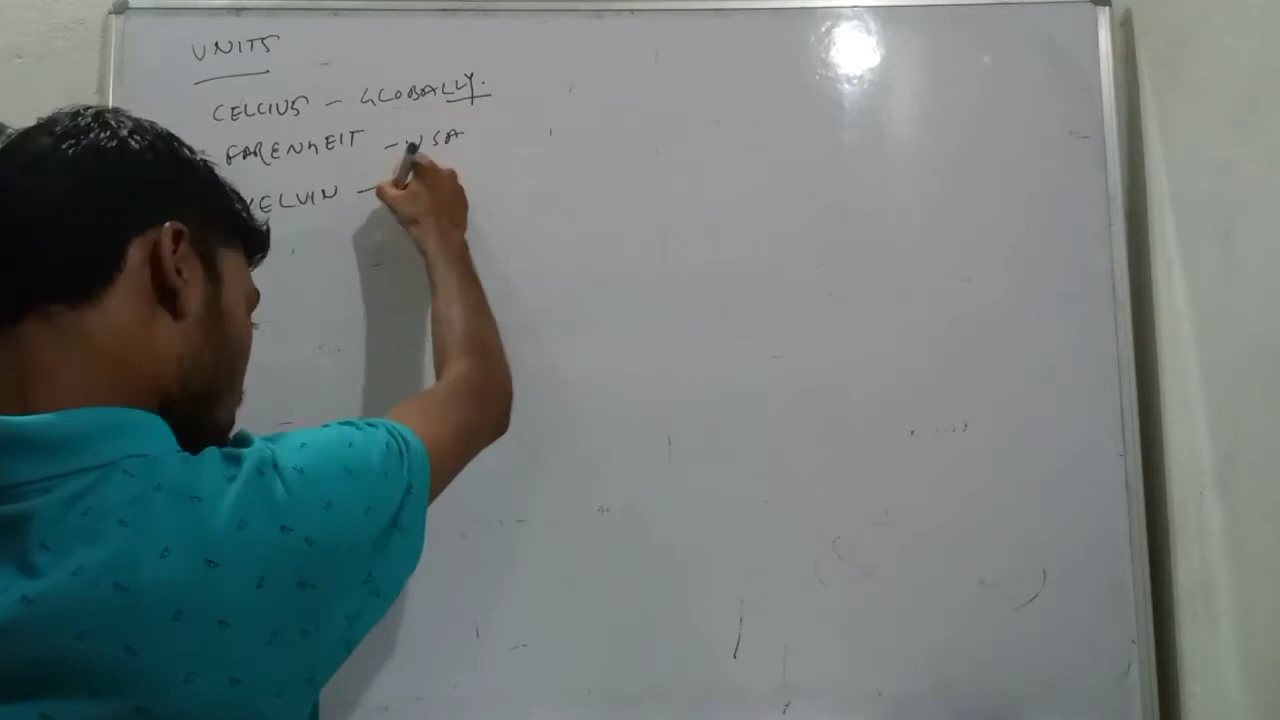 UNITS
CELCIUS - GLOBALLY.
FARENHEIT - USA
KELVIN -